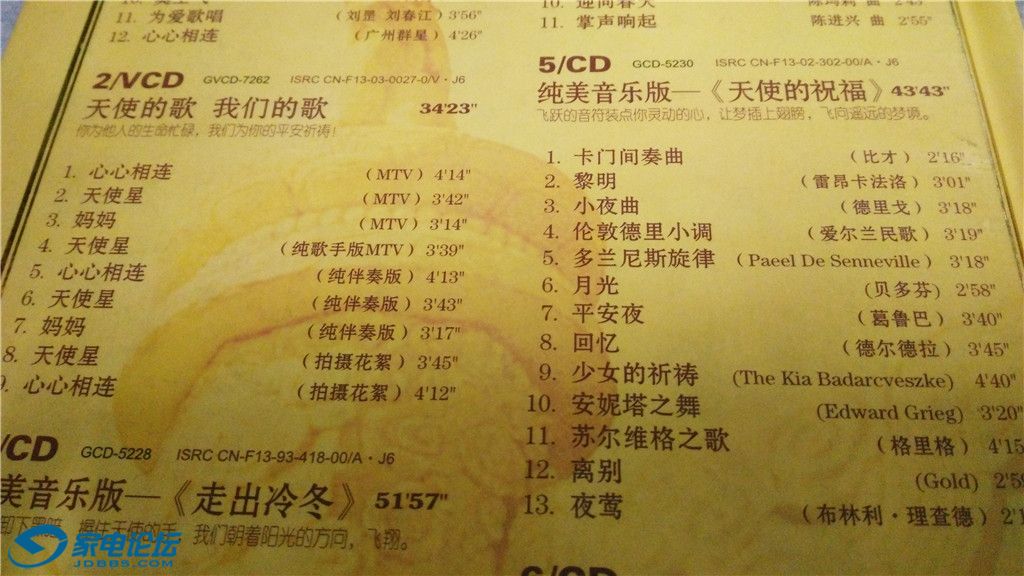 11. 为爱歌唱 (刘罡 刘春江) 3'56"
12. 心心相连 (广州群星) 4'26"
2/VCD GVCD-7262 ISRC CN-F13-03-0027-0/V·J6
天使的歌 我们的歌 34'23"
你为他人的生命忙碌，我们为你的平安祈祷！
1. 心心相连 (MTV) 4'14"
2. 天使星 (MTV) 3'42"
3. 妈妈 (MTV) 3'14"
4. 天使星 (纯歌手版MTV) 3'39"
5. 心心相连 (纯伴奏版) 4'13"
6. 天使星 (纯伴奏版) 3'43"
7. 妈妈 (纯伴奏版) 3'17"
8. 天使星 (拍摄花絮) 3'45"
9. 心心相连 (拍摄花絮) 4'12"
/CD GCD-5228 ISRC CN-F13-93-418-00/A·J6
美音乐版—《走出冷冬》 51'57"
卸下黑暗，握住天使的手，我们朝着阳光的方向，飞翔。
10. 迎向春天
11. 掌声响起 (陈进兴 曲) 2'55"
5/CD GCD-5230 ISRC CN-F13-02-302-00/A·J6
纯美音乐版—《天使的祝福》43'43"
飞跃的音符装点你灵动的心，让梦插上翅膀，飞向遥远的梦境。
1. 卡门间奏曲 (比才) 2'16"
2. 黎明 (雷昂卡法洛) 3'01"
3. 小夜曲 (德里戈) 3'18"
4. 伦敦德里小调 (爱尔兰民歌) 3'19"
5. 多兰尼斯旋律 (Paeel De Senneville) 3'18"
6. 月光 (贝多芬) 2'58"
7. 平安夜 (葛鲁巴) 3'40"
8. 回忆 (德尔德拉) 3'45"
9. 少女的祈祷 (The Kia Badarcveszke) 4'40"
10. 安妮塔之舞 (Edward Grieg) 3'20"
11. 苏尔维格之歌 (格里格) 4'15
12. 离别 (Gold) 2'5
13. 夜莺 (布林利·理查德) 2'1
6/CD
家电论坛
JDBBS.COM